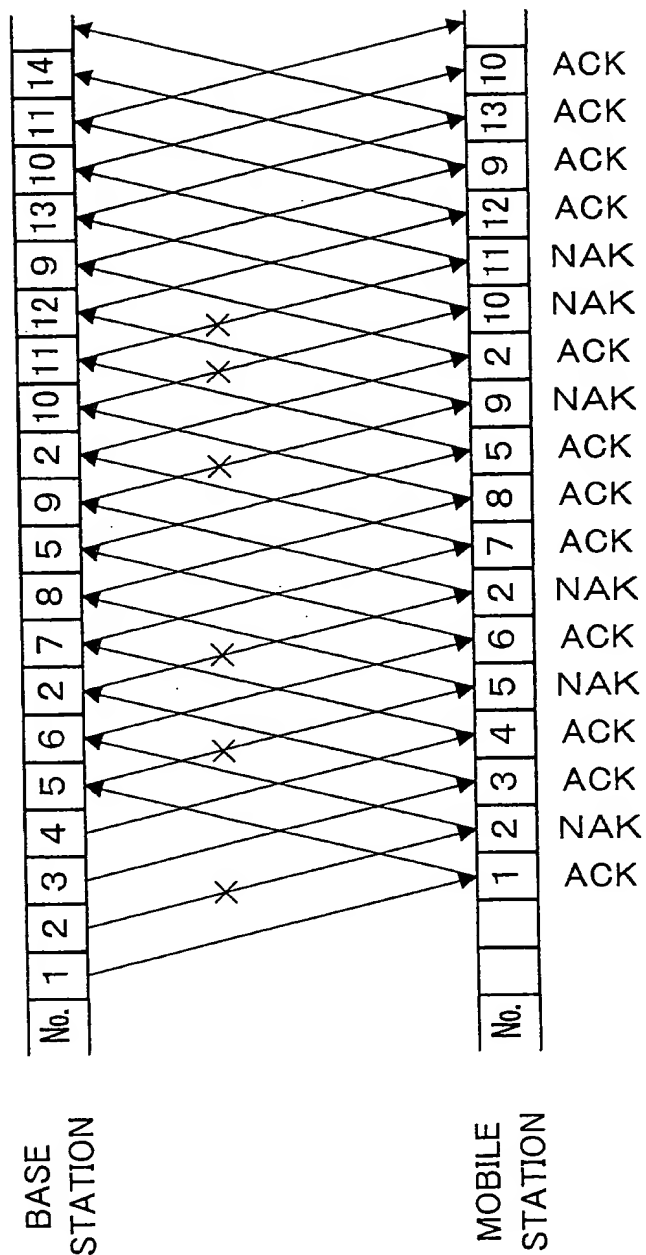 BASE
STATION
No. 1 2 3 4 5 6 2 7 8 5 9 2 10 11 12 9 13 10 11 14
MOBILE
STATION
No. 1 2 3 4 5 6 2 7 8 5 9 2 10 11 12 9 13 10
ACK
ACK
ACK
ACK
NAK
NAK
ACK
NAK
ACK
ACK
ACK
NAK
ACK
NAK
ACK
ACK
NAK
ACK